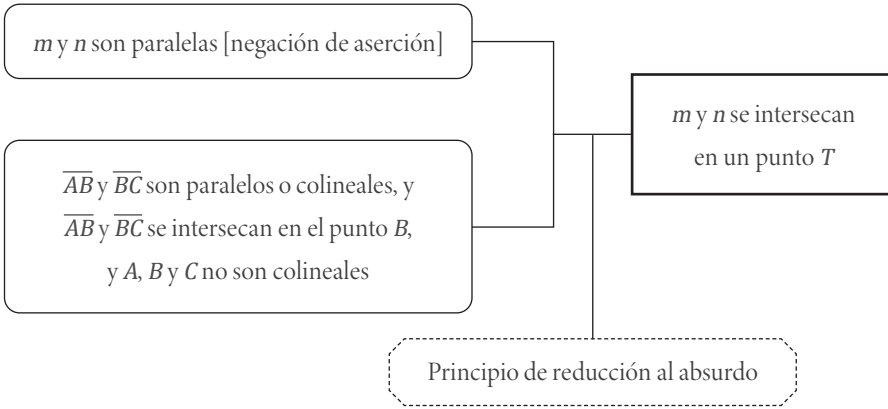 m y n son paralelas [negación de aserción]
m y n se intersecan
en un punto T
AB y BC son paralelos o colineales, y
AB y BC se intersecan en el punto B,
y A, B y C no son colineales
Principio de reducción al absurdo